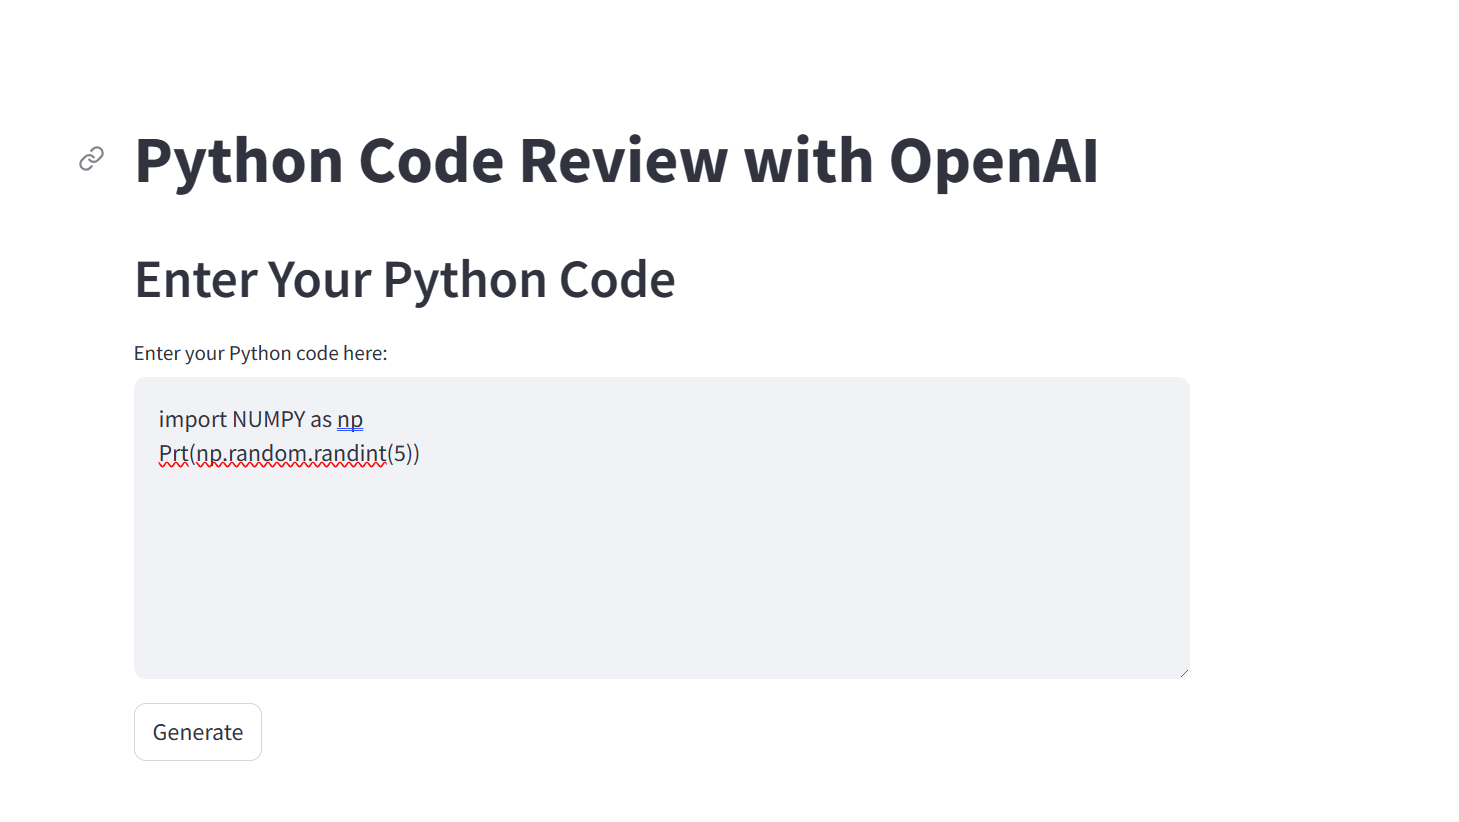 Python Code Review with OpenAI
Enter Your Python Code
Enter your Python code here:
import NUMPY as np
Prt(np.random.randint(5))
Generate